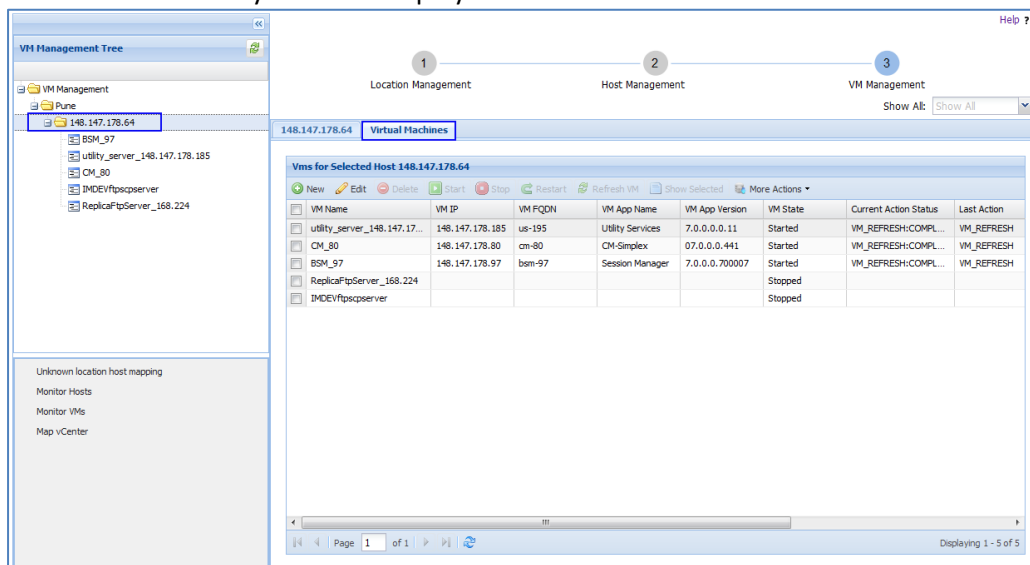 Help ?
VM Management Tree
1
2
3
Location Management
Host Management
VM Management
Show All: Show All
VM Management
Pune
148.147.178.64
BSM_97
utility_server_148.147.178.185
CM_80
IMDEVftpscpserver
ReplicaFtpServer_168.224
148.147.178.64 Virtual Machines
Vms for Selected Host 148.147.178.64
New Edit Delete Start Stop Restart Refresh VM Show Selected More Actions
VM Name VM IP VM FQDN VM App Name VM App Version VM State Current Action Status Last Action
utility_server_148.147.17... 148.147.178.185 us-195 Utility Services 7.0.0.0.0.11 Started VM_REFRESH:COMPL... VM_REFRESH
CM_80 148.147.178.80 cm-80 CM-Simplex 07.0.0.0.441 Started VM_REFRESH:COMPL... VM_REFRESH
BSM_97 148.147.178.97 bsm-97 Session Manager 7.0.0.0.700007 Started VM_REFRESH:COMPL... VM_REFRESH
ReplicaFtpServer_168.224 Stopped
IMDEVftpscpserver Stopped
Unknown location host mapping
Monitor Hosts
Monitor VMs
Map vCenter
Page 1 of 1
Displaying 1 - 5 of 5